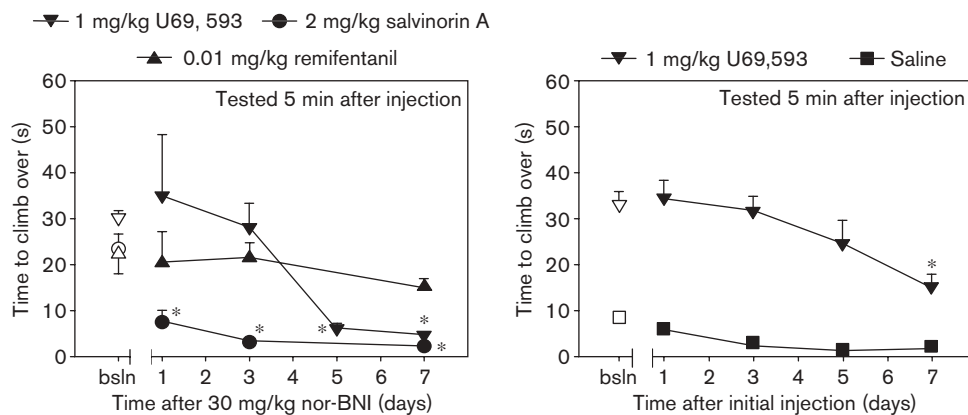 1 mg/kg U69, 593 2 mg/kg salvinorin A
0.01 mg/kg remifentanil
Tested 5 min after injection
Time to climb over (s)
60
50
40
30
20
10
0
* * * * *
bsln 1 2 3 4 5 6 7
Time after 30 mg/kg nor-BNI (days)
1 mg/kg U69,593 Saline
Tested 5 min after injection
Time to climb over (s)
60
50
40
30
20
10
0
*
bsln 1 2 3 4 5 6 7
Time after initial injection (days)